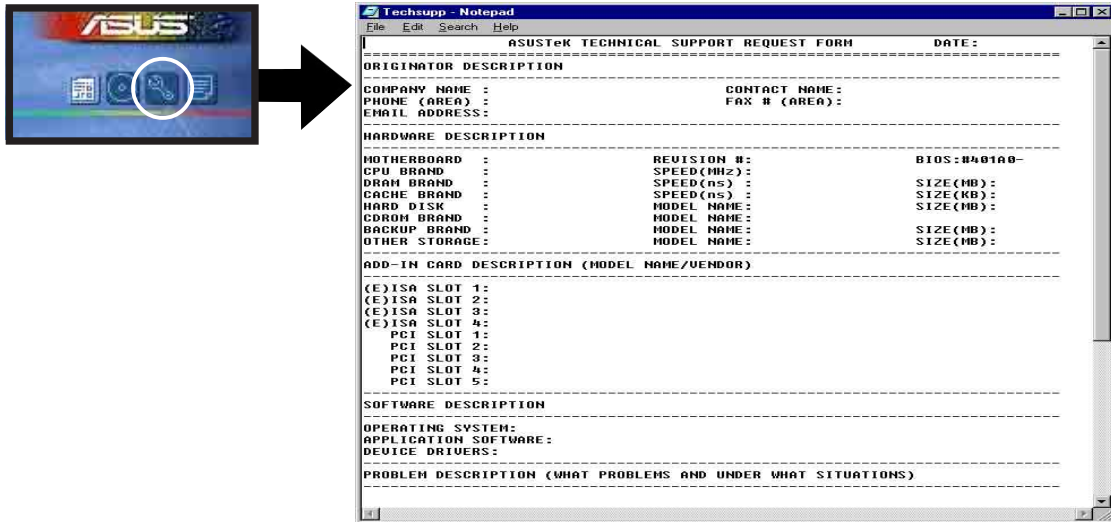 ASUS
Techsupp - Notepad
File Edit Search Help
ASUSTeK TECHNICAL SUPPORT REQUEST FORM DATE:
ORIGINATOR DESCRIPTION
COMPANY NAME : CONTACT NAME:
PHONE (AREA) : FAX # (AREA):
EMAIL ADDRESS:
HARDWARE DESCRIPTION
MOTHERBOARD : REVISION #: BIOS:#401A0-
CPU BRAND : SPEED(MHz):
DRAM BRAND : SPEED(ns) : SIZE(MB):
CACHE BRAND : SPEED(ns) : SIZE(KB):
HARD DISK : MODEL NAME: SIZE(MB):
CDROM BRAND : MODEL NAME:
BACKUP BRAND : MODEL NAME: SIZE(MB):
OTHER STORAGE: MODEL NAME: SIZE(MB):
ADD-IN CARD DESCRIPTION (MODEL NAME/VENDOR)
(E)ISA SLOT 1:
(E)ISA SLOT 2:
(E)ISA SLOT 3:
(E)ISA SLOT 4:
PCI SLOT 1:
PCI SLOT 2:
PCI SLOT 3:
PCI SLOT 4:
PCI SLOT 5:
SOFTWARE DESCRIPTION
OPERATING SYSTEM:
APPLICATION SOFTWARE:
DEVICE DRIVERS:
PROBLEM DESCRIPTION (WHAT PROBLEMS AND UNDER WHAT SITUATIONS)